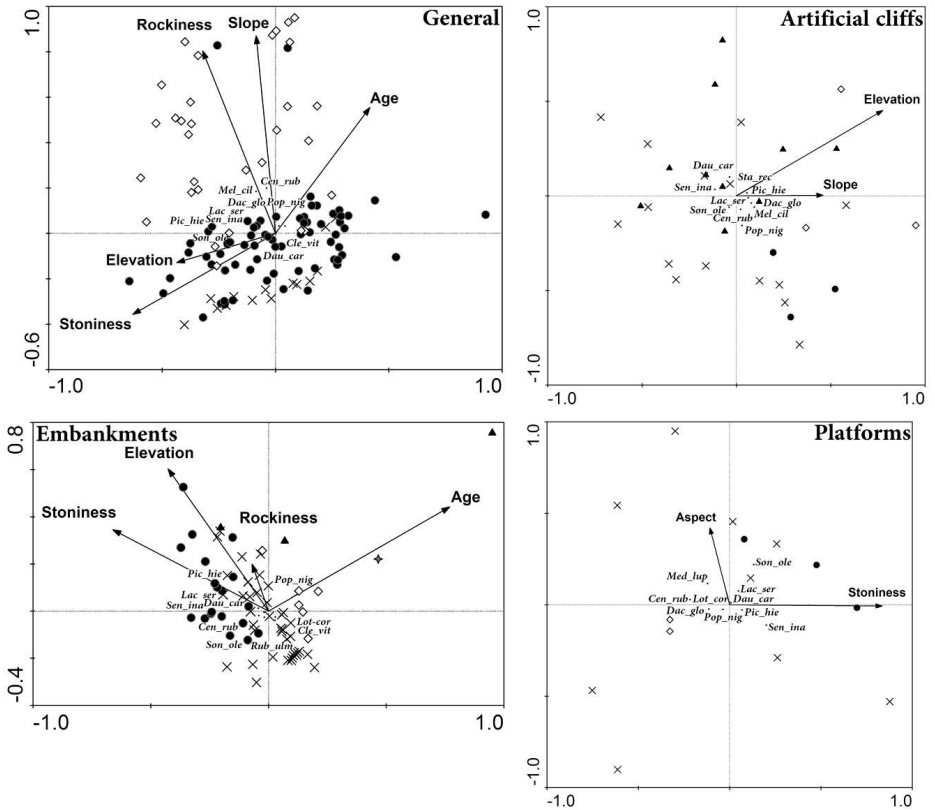 General
1.0
Rockiness
Slope
Age
Cen_rub
Mel_cil
Dac_glo Pop_nig
Lac_ser
Pic_hie Sen_ina
Son_ole
Cle_vit
Elevation
Dau_car
Stoniness
-0.6
-1.0
1.0
Artificial cliffs
1.0
Elevation
Dau_car
Sta_rec
Sen_ina
Pic_hie
Slope
Lac_ser
Dac_glo
Son_ole
Mel_cil
Cen_rub
Pop_nig
-1.0
-1.0
1.0
Embankments
0.8
Elevation
Stoniness
Rockiness
Age
Pic_hie
Pop_nig
Lac_ser
Sen_ina Dau_car
Lot-cor
Cen_rub
Cle_vit
Son_ole
Rub_ulm
-0.4
-1.0
1.0
Platforms
1.0
Aspect
Son_ole
Med_lup
Lac_ser
Stoniness
Cen_rub Lot_cor Dau_car
Dac_glo
Pop_nig
Pic_hie
Sen_ina
-1.0
-1.0
1.0